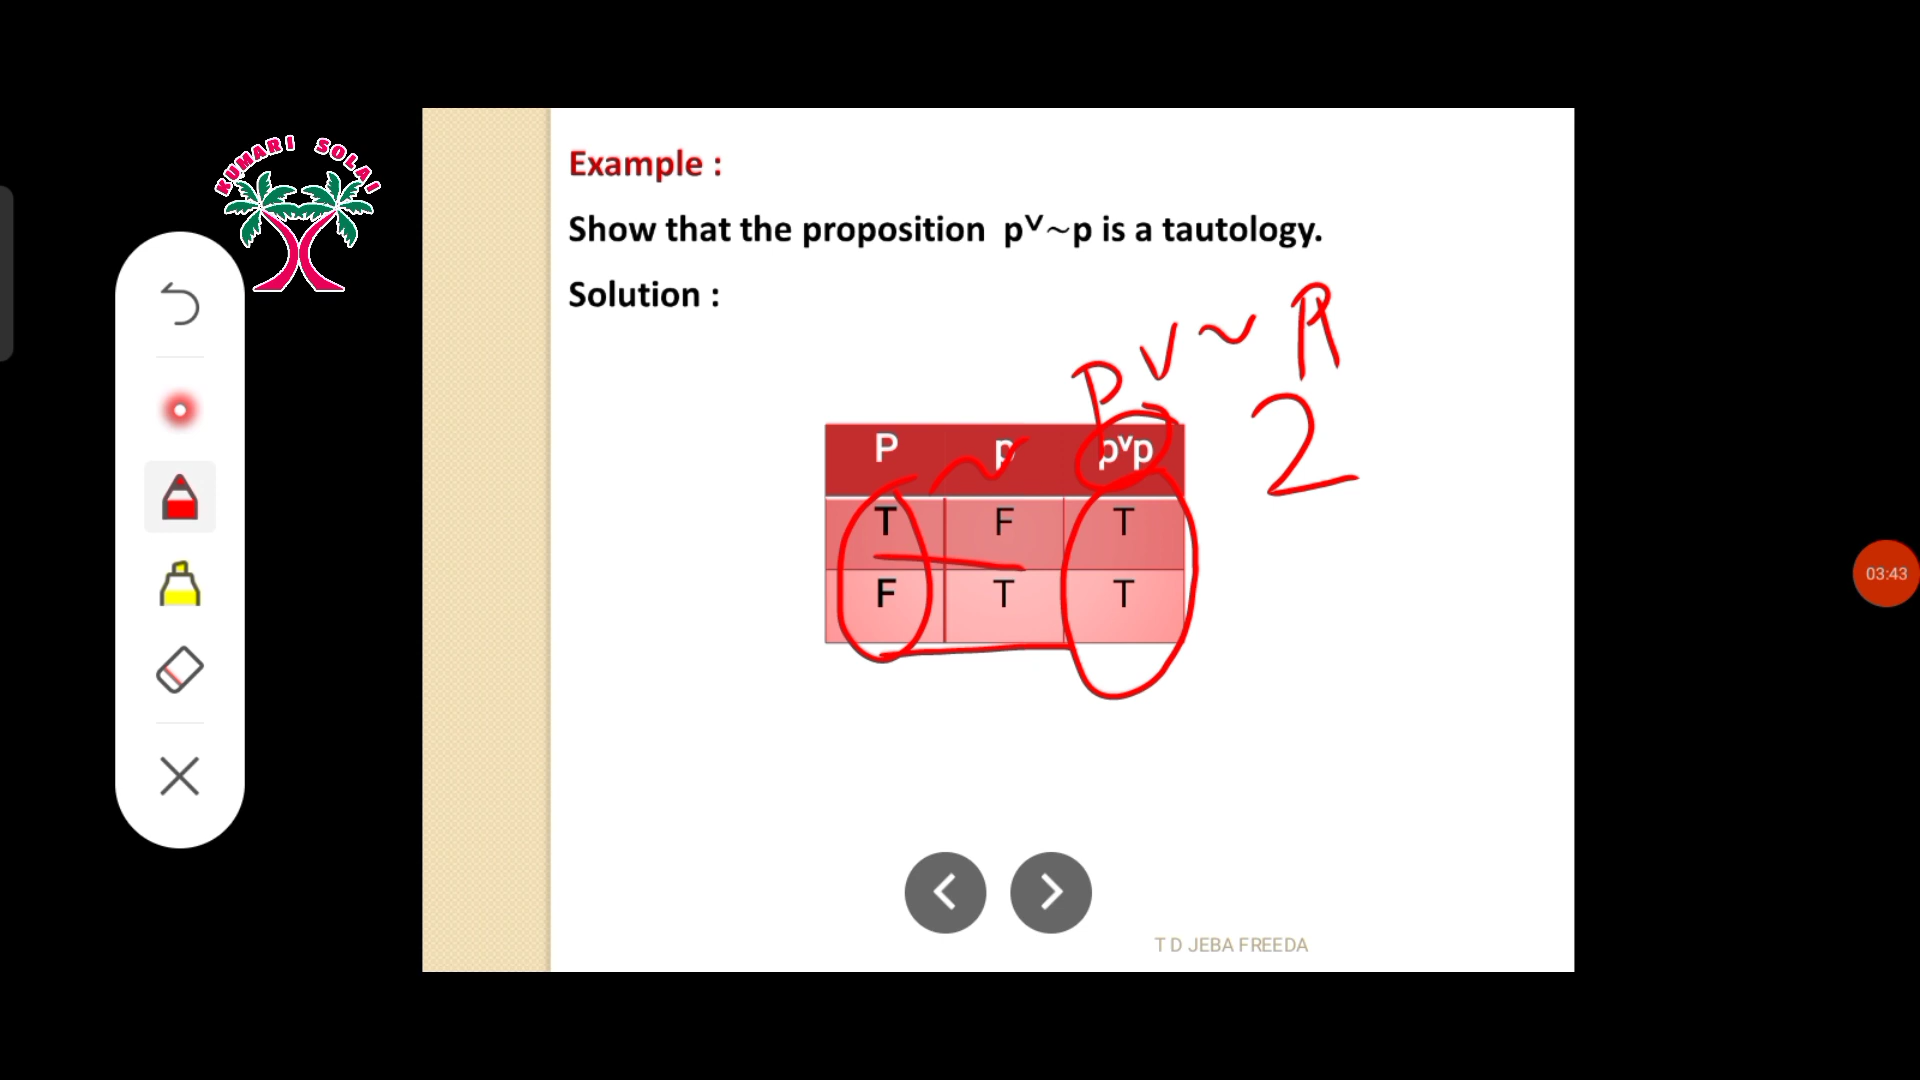 KUMARI SOLAI
Example :
Show that the proposition p˅~p is a tautology.
Solution :
p ∨ ~ p
2
P p p˅p
~
T F T
F T T
03:43
T D JEBA FREEDA